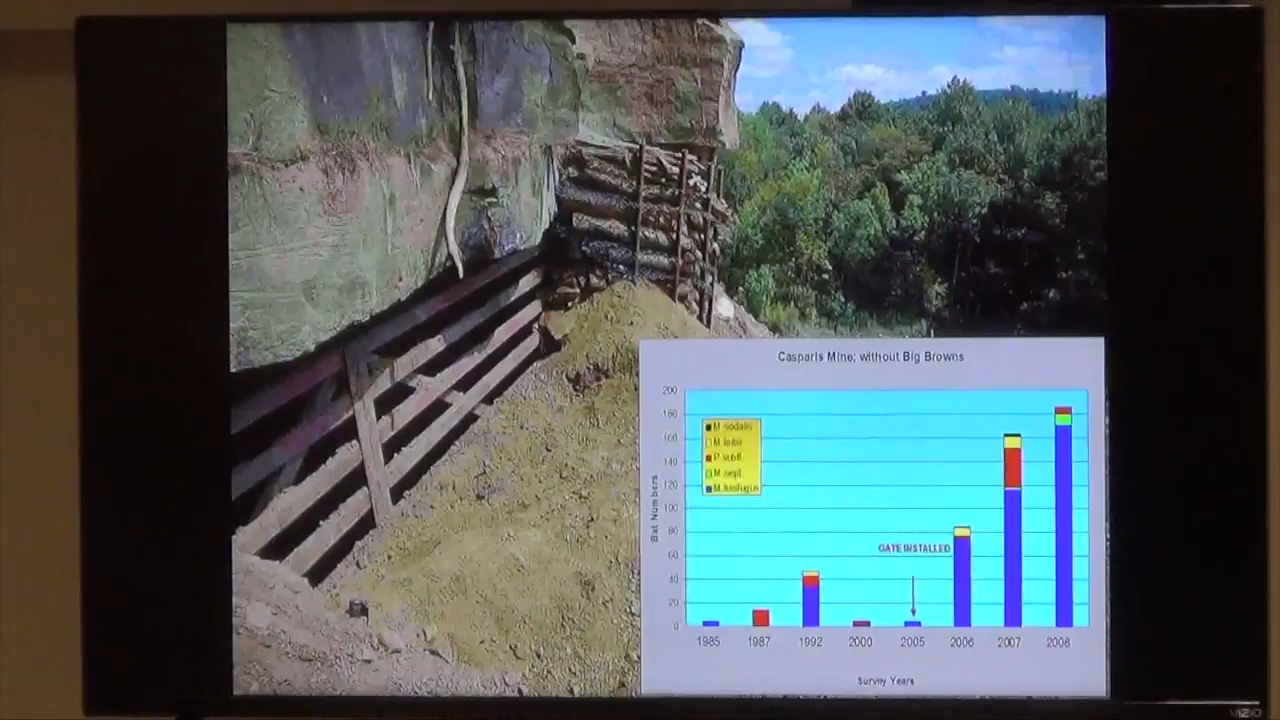 Casparis Mine; without Big Browns
200
180
160
140
120
100
80
60
40
20
0
Bat Numbers
M.sodalis
M.leibii
P.subfl.
M.sept.
M.lucifugus
GATE INSTALLED
1985
1987
1992
2000
2005
2006
2007
2008
Survey Years
VIZIO